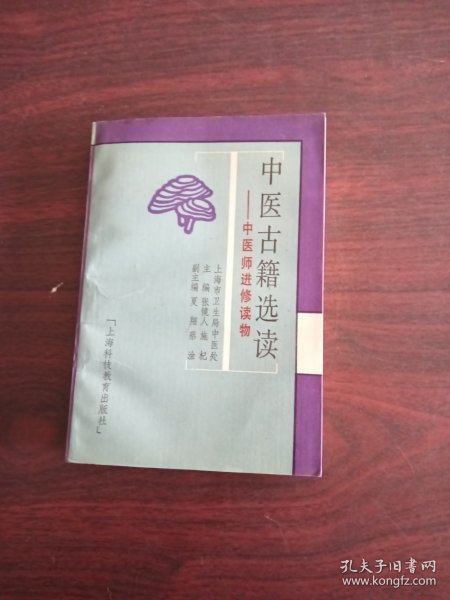 中医古籍选读
——中医师进修读物
上海市卫生局中医处
主编 张镜人 施杞
副主编 夏翔 蔡淦
「上海科技教育出版社」
孔夫子旧书网
www.kongfz.com